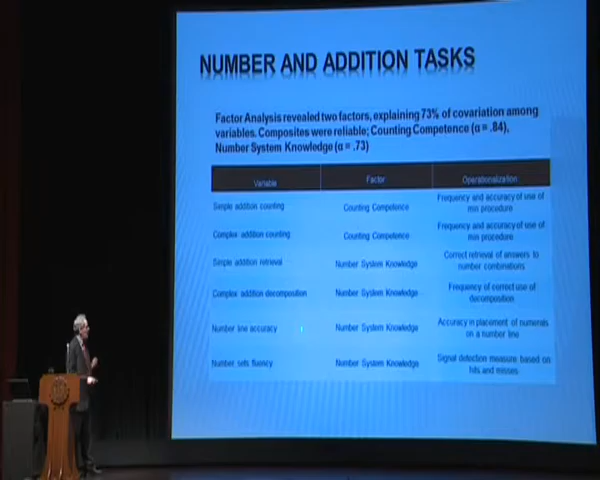 NUMBER AND ADDITION TASKS
Factor Analysis revealed two factors, explaining 73% of covariation among
variables. Composites were reliable; Counting Competence (α = .84),
Number System Knowledge (α = .73)
Variable Factor Operationalization
Simple addition counting Counting Competence Frequency and accuracy of use of
min procedure
Complex addition counting Counting Competence Frequency and accuracy of use of
min procedure
Simple addition retrieval Number System Knowledge Correct retrieval of answers to
number combinations
Complex addition decomposition Number System Knowledge Frequency of correct use of
decomposition
Number line accuracy Number System Knowledge Accuracy in placement of numerals
on a number line
Number sets fluency Number System Knowledge Signal detection measure based on
hits and misses